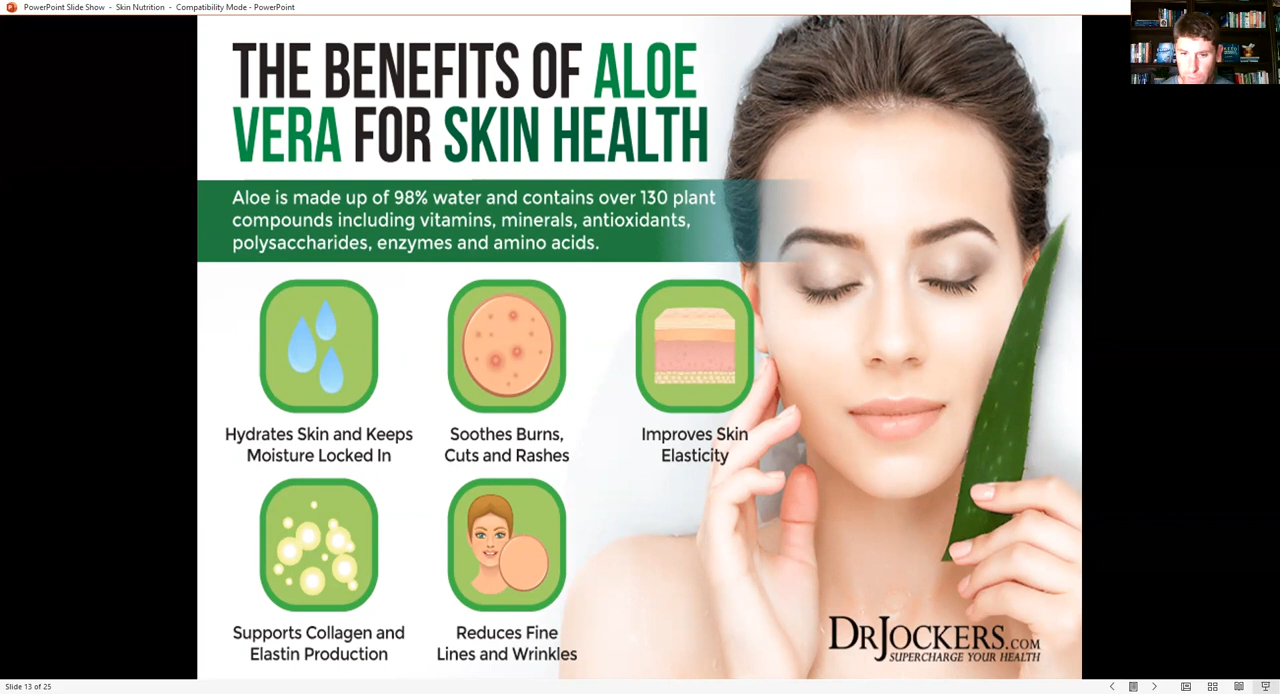 PowerPoint Slide Show - Skin Nutrition - Compatibility Mode - PowerPoint
THE BENEFITS OF ALOE
VERA FOR SKIN HEALTH
Aloe is made up of 98% water and contains over 130 plant
compounds including vitamins, minerals, antioxidants,
polysaccharides, enzymes and amino acids.
Hydrates Skin and Keeps
Moisture Locked In
Soothes Burns,
Cuts and Rashes
Improves Skin
Elasticity
Supports Collagen and
Elastin Production
Reduces Fine
Lines and Wrinkles
DRJOCKERS.COM
SUPERCHARGE YOUR HEALTH
Slide 13 of 25